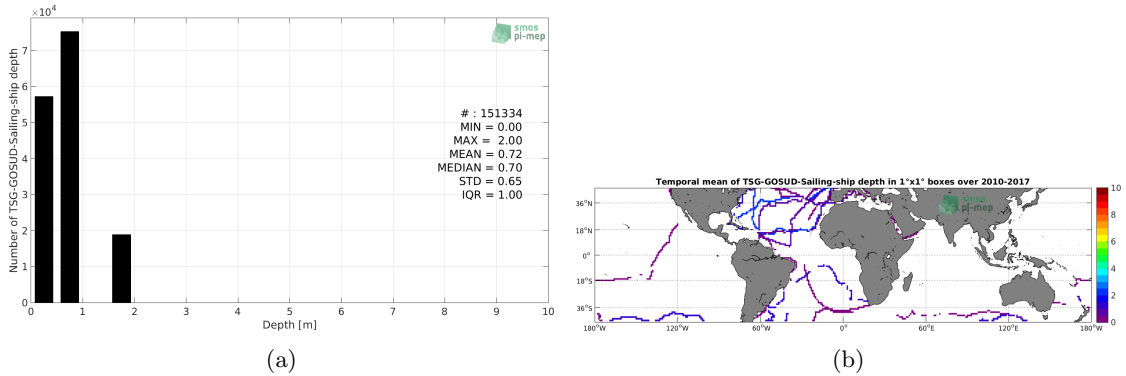 ×10⁴
7
6
5
4
3
2
1
0
Number of TSG-GOSUD-Sailing-ship depth
smos
pi-mep
# : 151334
MIN = 0.00
MAX = 2.00
MEAN = 0.72
MEDIAN = 0.70
STD = 0.65
IQR = 1.00
0 1 2 3 4 5 6 7 8 9 10
Depth [m]
(a)
Temporal mean of TSG-GOSUD-Sailing-ship depth in 1°x1° boxes over 2010-2017
smos
pi-mep
36°N
18°N
0°
18°S
36°S
180°W 120°W 60°W 0° 60°E 120°E 180°W
10
8
6
4
2
0
(b)